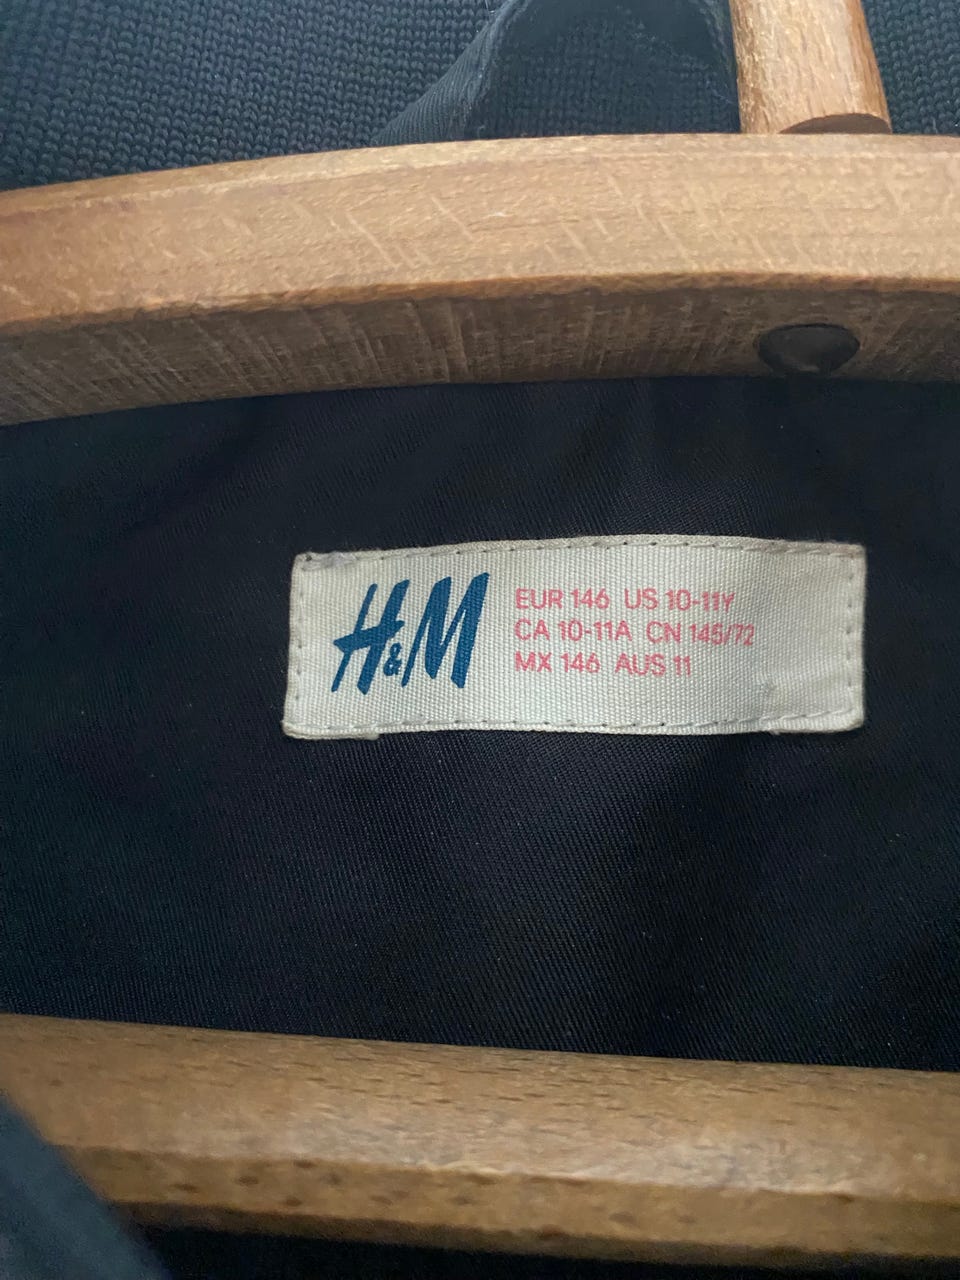 H&M
EUR 146 US 10-11Y
CA 10-11A CN 145/72
MX 146 AUS 11